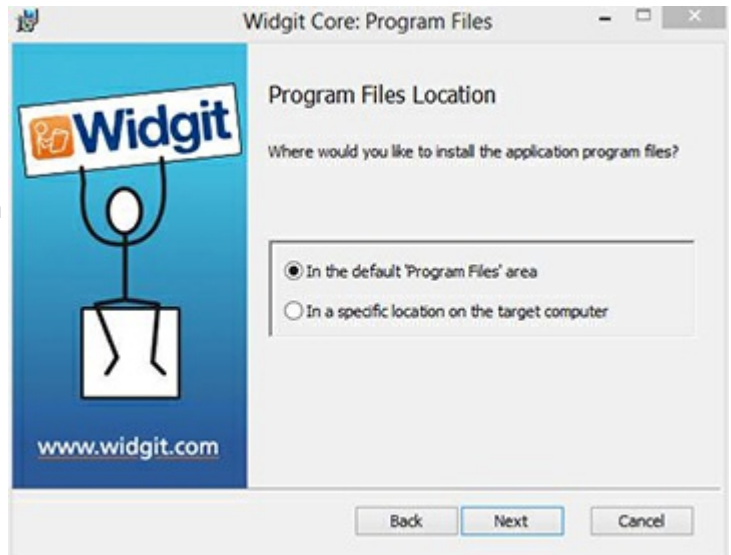 Widgit Core: Program Files
Widgit
www.widgit.com
Program Files Location
Where would you like to install the application program files?
In the default 'Program Files' area
In a specific location on the target computer
Back
Next
Cancel